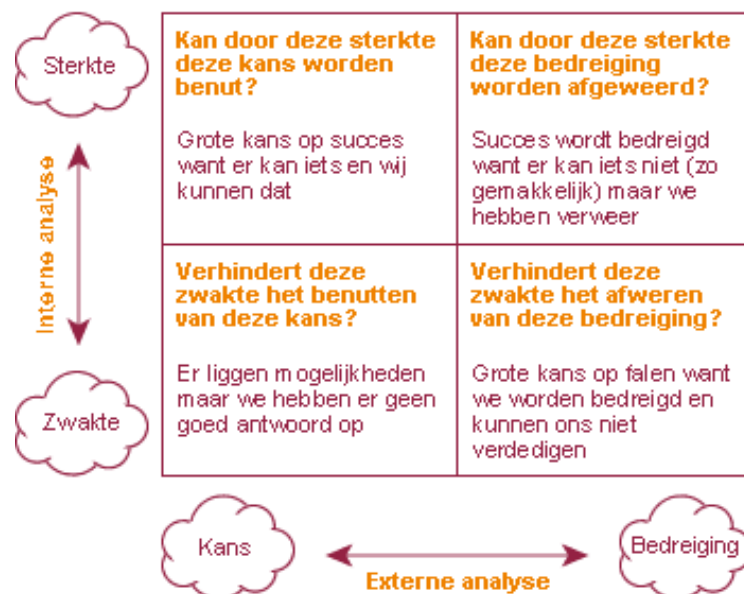 Sterkte
Kan door deze sterkte
deze kans worden
benut?
Grote kans op succes
want er kan iets en wij
kunnen dat
Kan door deze sterkte
deze bedreiging
worden afgeweerd?
Succes wordt bedreigd
want er kan iets niet (zo
gemakkelijk) maar we
hebben verweer
Interne analyse
Verhindert deze
zwakte het benutten
van deze kans?
Er liggen mogelijkheden
maar we hebben er geen
goed antwoord op
Verhindert deze
zwakte het afweren
van deze bedreiging?
Grote kans op falen want
we worden bedreigd en
kunnen ons niet
verdedigen
Zwakte
Kans
Externe analyse
Bedreiging